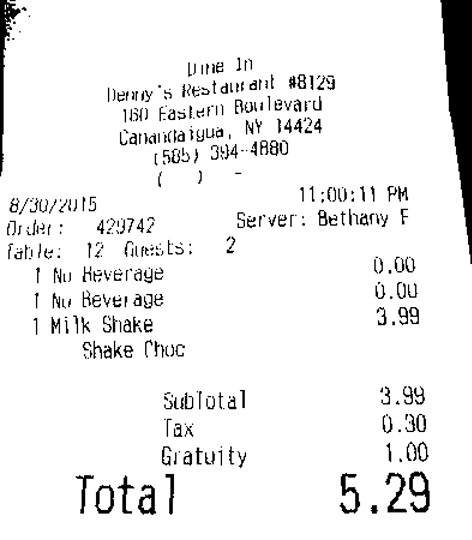 Dine In
Denny's Restaurant #8129
160 Eastern Boulevard
Canandaigua, NY 14424
(585) 394-4880
(   )   -
8/30/2015 11:00:11 PM
Order: 429742 Server: Bethany F
Table: 12 Guests: 2
1 No Beverage 0.00
1 No Beverage 0.00
1 Milk Shake 3.99
Shake Choc
SubTotal 3.99
Tax 0.30
Gratuity 1.00
Total 5.29